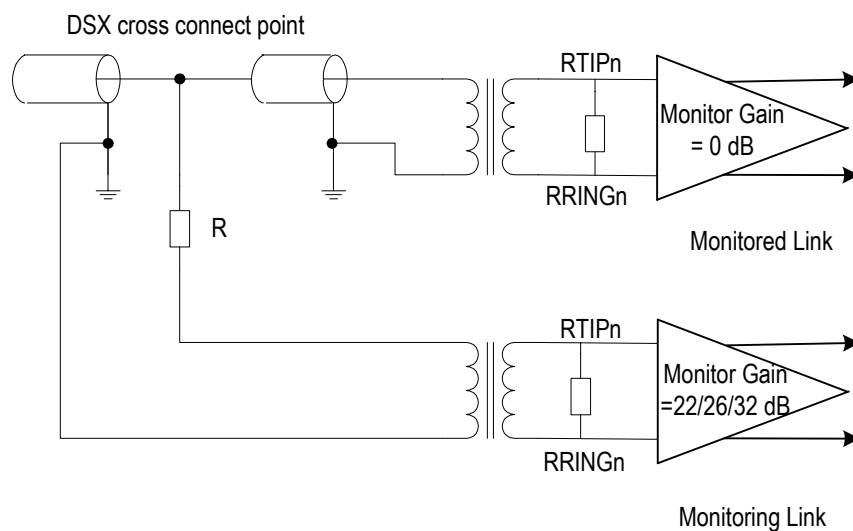 DSX cross connect point
RTIPn
Monitor Gain
= 0 dB
RRINGn
R
Monitored Link
RTIPn
Monitor Gain
=22/26/32 dB
RRINGn
Monitoring Link